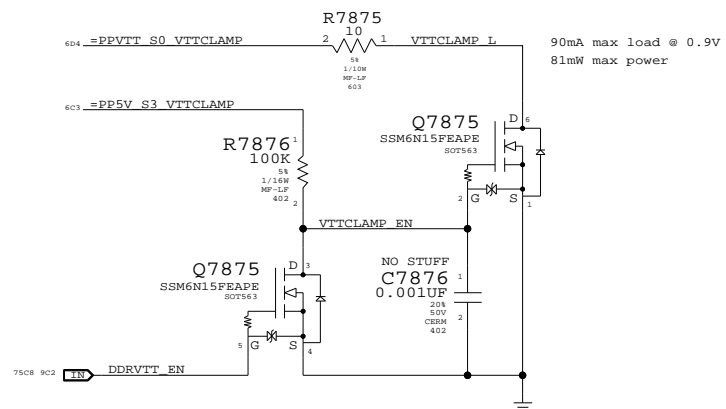 R7875
10
6D4 =PPVTT_S0_VTTCLAMP
2
1
VTTCLAMP_L
5%
1/10W
MF-LF
603
90mA max load @ 0.9V
81mW max power
6C3 =PP5V_S3_VTTCLAMP
R7876
100K
5%
1/16W
MF-LF
402
1
2
Q7875
SSM6N15FEAPE
SOT563
D 6
2 G S 1
VTTCLAMP_EN
Q7875
SSM6N15FEAPE
SOT563
D 3
5 G S 4
NO STUFF
C7876
0.001UF
20%
50V
CERM
402
1
2
75C8 9C2 IN DDRVTT_EN